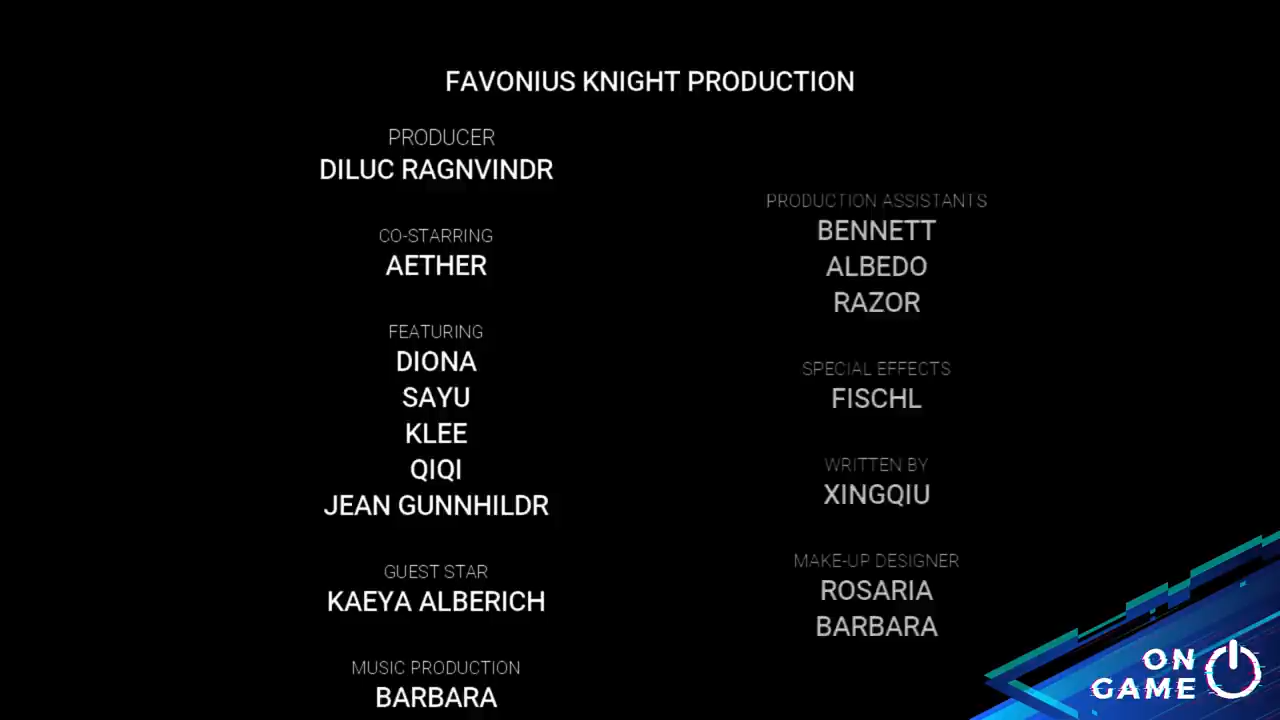 FAVONIUS KNIGHT PRODUCTION
PRODUCER
DILUC RAGNVINDR
CO-STARRING
AETHER
FEATURING
DIONA
SAYU
KLEE
QIQI
JEAN GUNNHILDR
GUEST STAR
KAEYA ALBERICH
MUSIC PRODUCTION
BARBARA
PRODUCTION ASSISTANTS
BENNETT
ALBEDO
RAZOR
SPECIAL EFFECTS
FISCHL
WRITTEN BY
XINGQIU
MAKE-UP DESIGNER
ROSARIA
BARBARA
ON
GAME